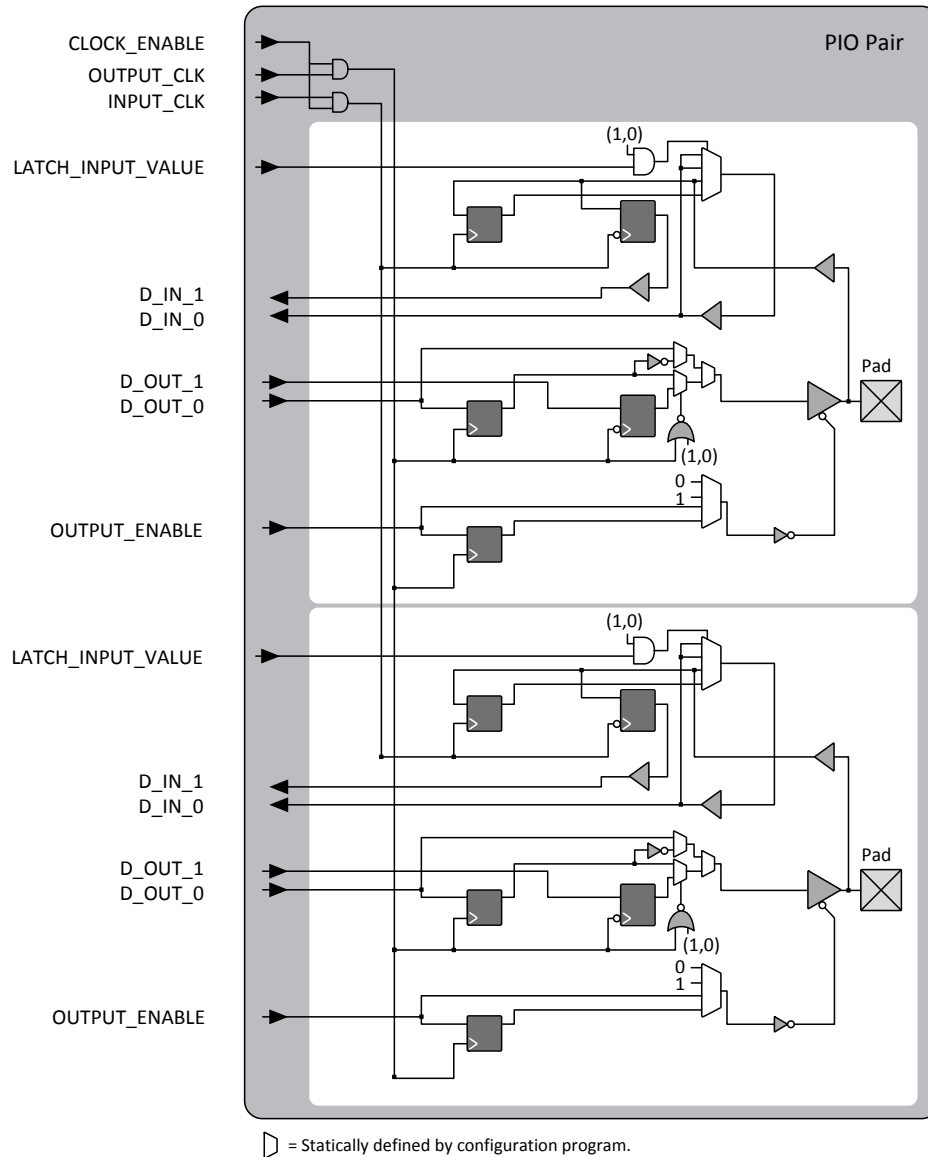 PIO Pair
CLOCK_ENABLE
OUTPUT_CLK
INPUT_CLK
(1,0)
LATCH_INPUT_VALUE
D_IN_1
D_IN_0
D_OUT_1
D_OUT_0
Pad
(1,0)
0
1
OUTPUT_ENABLE
(1,0)
LATCH_INPUT_VALUE
D_IN_1
D_IN_0
D_OUT_1
D_OUT_0
Pad
(1,0)
0
1
OUTPUT_ENABLE
= Statically defined by configuration program.